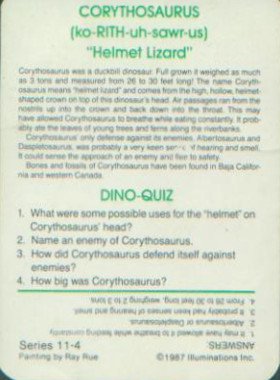 CORYTHOSAURUS
(ko-RITH-uh-sawr-us)
"Helmet Lizard"
Corythosaurus was a duckbill dinosaur. Full grown it weighed as much
as 3 tons and measured from 26 to 30 feet long! The name Coryth-
osaurus means "helmet lizard" and comes from the high, hollow, helmet-
shaped crown on top of this dinosaur's head. Air passages ran from the
nostrils up into the crown and back down into the throat. This may
have allowed Corythosaurus to breathe while eating constantly. It prob-
ably ate the leaves of young trees and ferns along the riverbanks.
Corythosaurus' only defense against its enemies, Albertosaurus and
Daspletosaurus, was probably a very keen sense of hearing and smell.
It could sense the approach of an enemy and flee to safety.
Bones and fossils of Corythosaurus have been found in Baja Califor-
nia and western Canada.
DINO-QUIZ
1. What were some possible uses for the "helmet" on
Corythosaurus' head?
2. Name an enemy of Corythosaurus.
3. How did Corythosaurus defend itself against
enemies?
4. How big was Corythosaurus?
ANSWERS:
1. It may have allowed it to breathe while feeding constantly.
2. Albertosaurus or Daspletosaurus.
3. It probably had keen senses of hearing and smell.
4. From 26 to 30 feet long, weighing 2 to 3 tons.
Series 11-4
Painting by Ray Rue
©1987 Illuminations Inc.